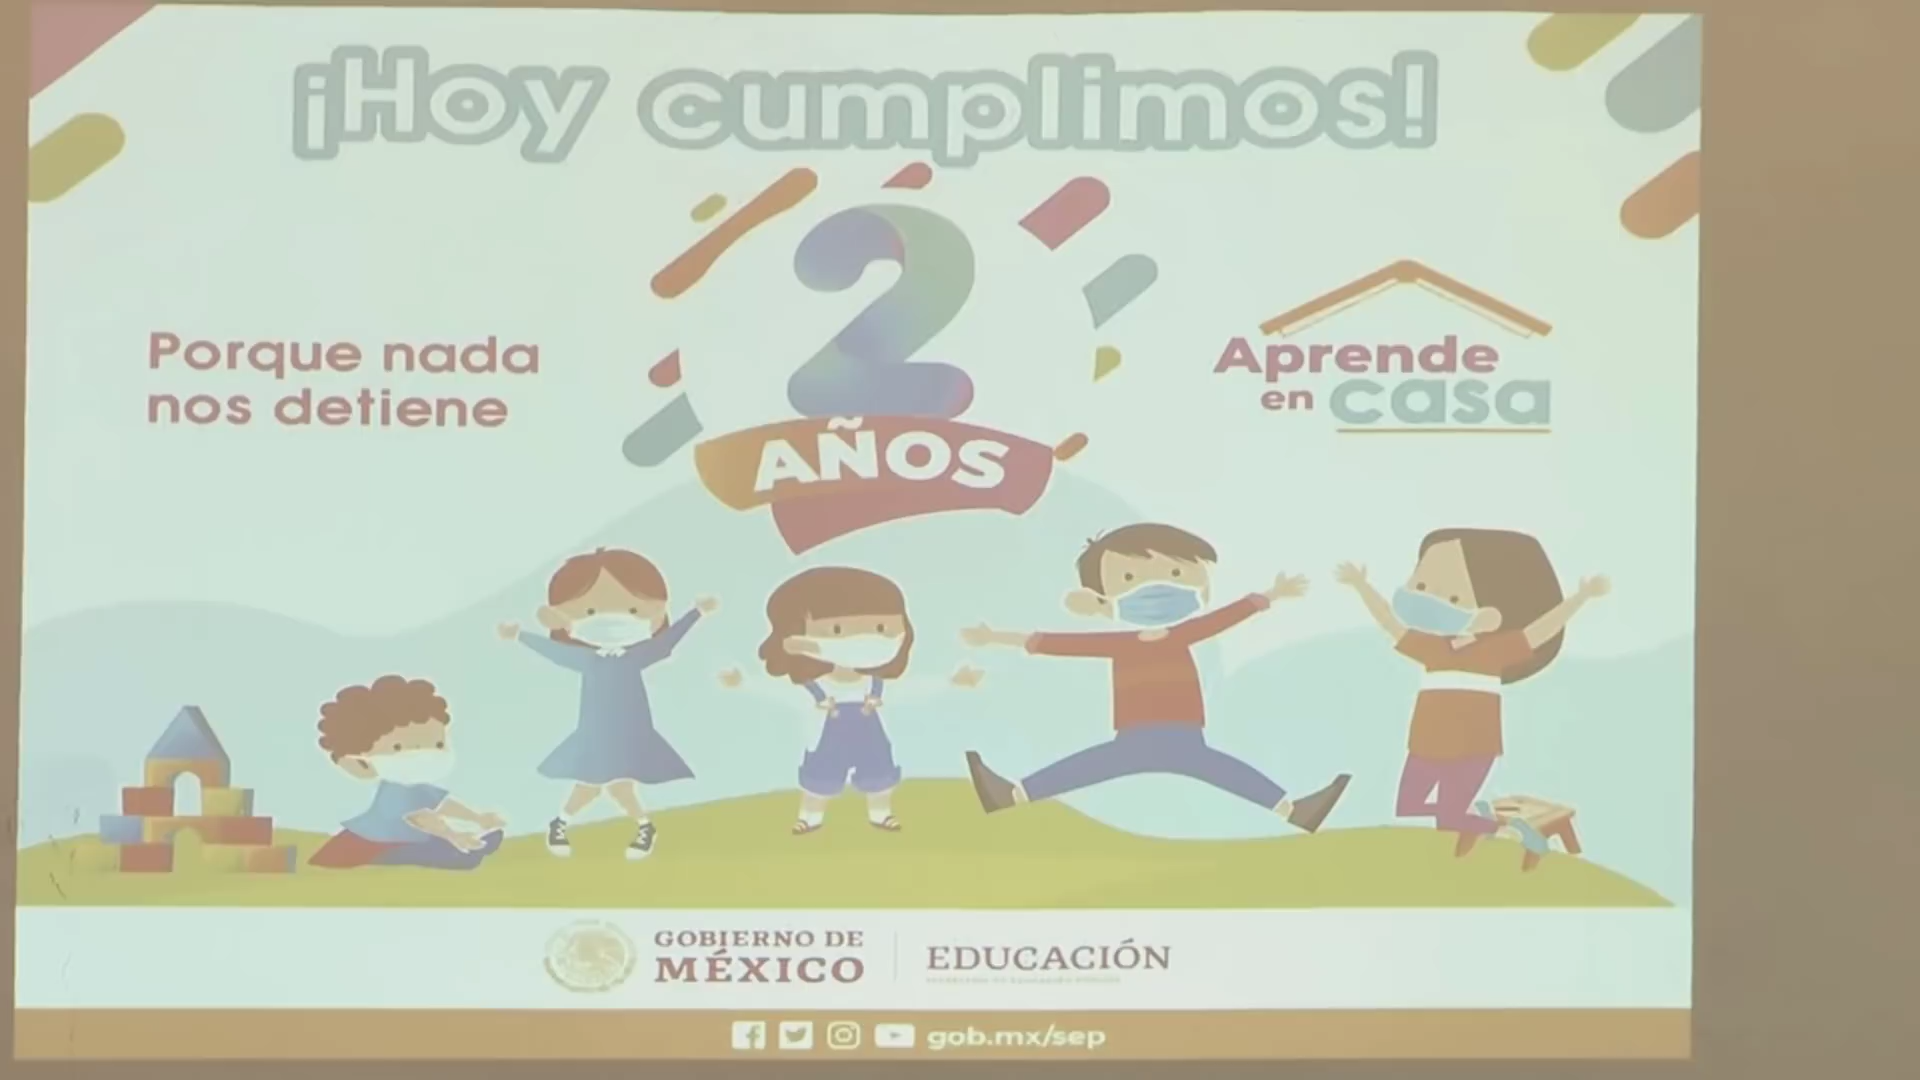 ¡Hoy cumplimos!
2
AÑOS
Porque nada
nos detiene
Aprende
en casa
GOBIERNO DE
MÉXICO
EDUCACIÓN
gob.mx/sep